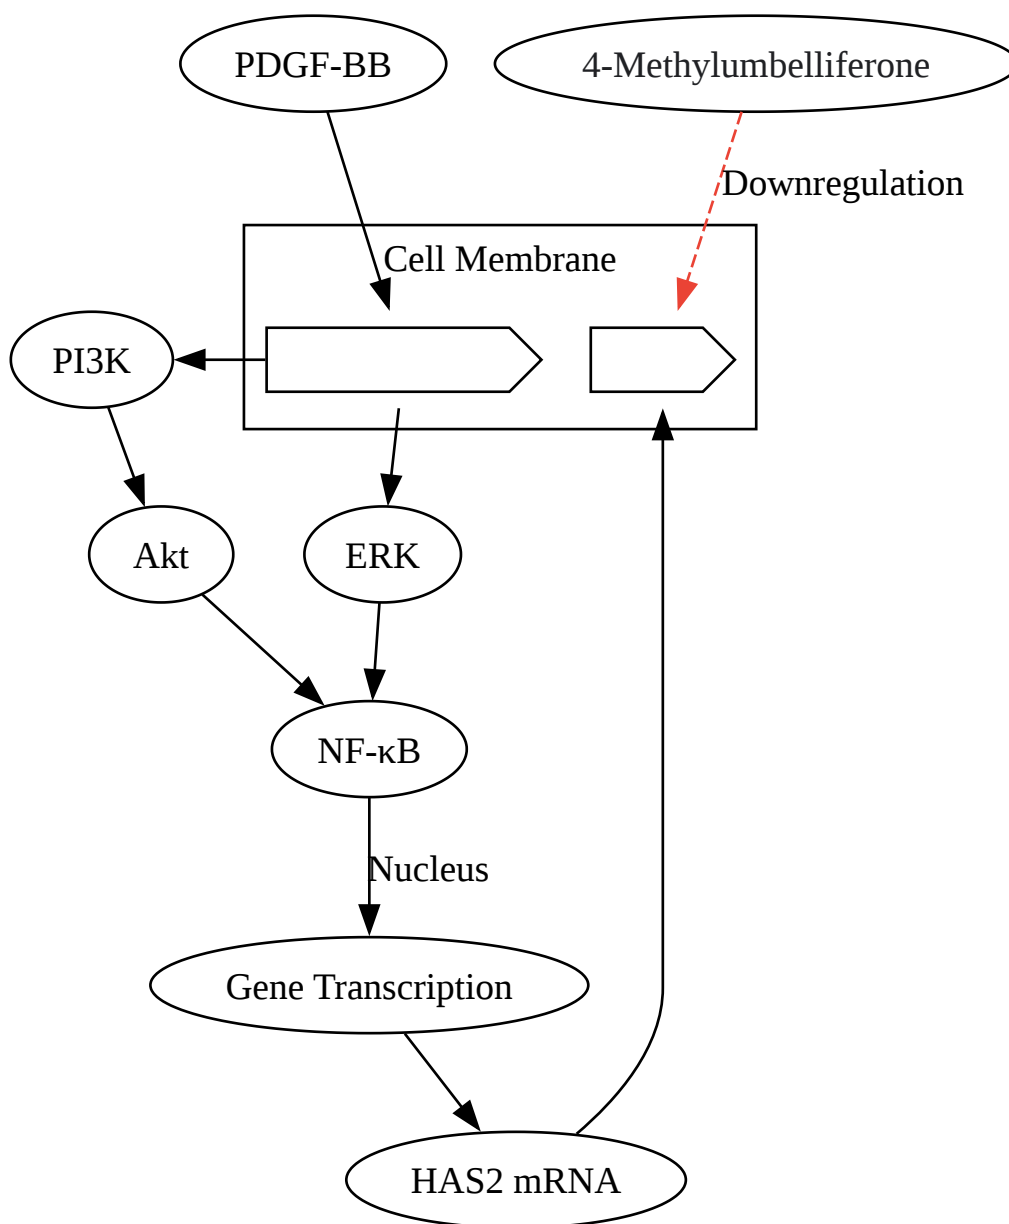 PDGF-BB
4-Methylumbelliferone
Downregulation
Cell Membrane
PI3K
Akt
ERK
NF-κB
Nucleus
Gene Transcription
HAS2 mRNA